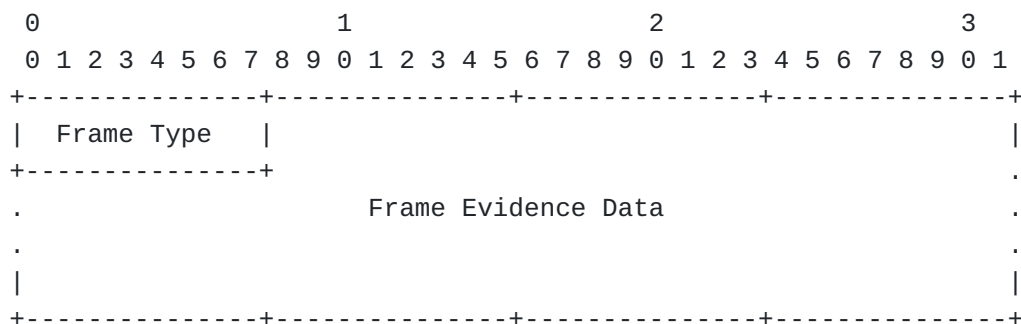 0                   1                   2                   3
 0 1 2 3 4 5 6 7 8 9 0 1 2 3 4 5 6 7 8 9 0 1 2 3 4 5 6 7 8 9 0 1
+---------------+---------------+---------------+---------------+
|  Frame Type   |                                               |
+---------------+                                               .
.                      Frame Evidence Data                      .
.                                                               .
|                                                               |
+---------------+---------------+---------------+---------------+